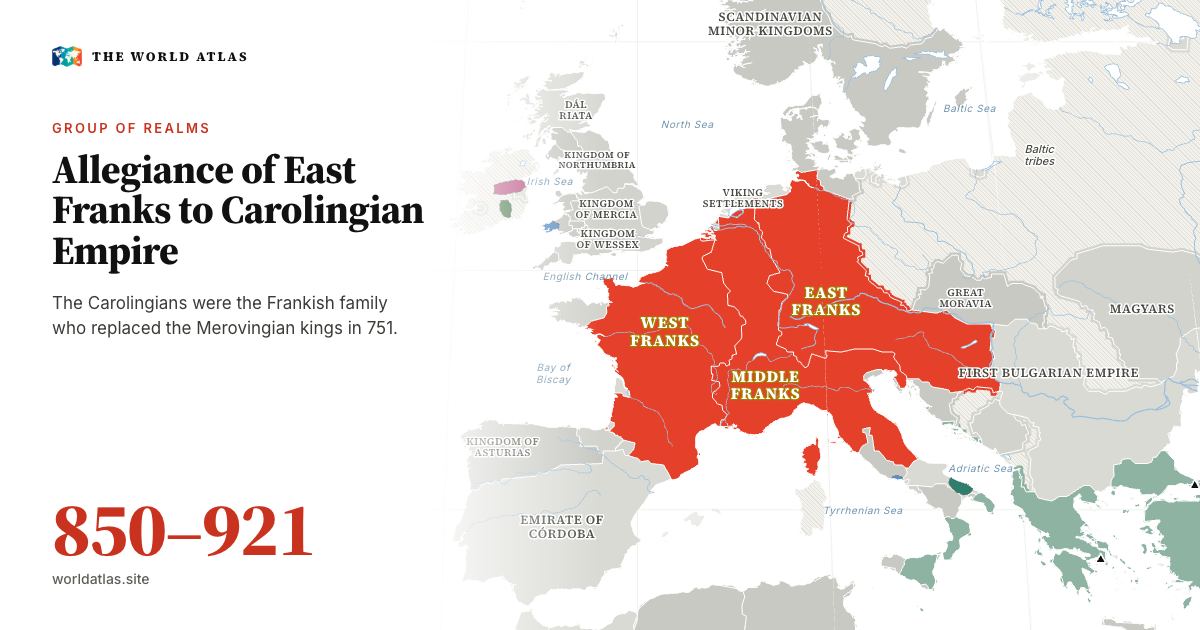 THE WORLD ATLAS
GROUP OF REALMS
Allegiance of East
Franks to Carolingian
Empire
The Carolingians were the Frankish family
who replaced the Merovingian kings in 751.
850–921
worldatlas.site
SCANDINAVIAN
MINOR KINGDOMS
DÁL
RIATA
North Sea
Baltic Sea
KINGDOM OF
NORTHUMBRIA
Baltic
tribes
Irish Sea
VIKING
SETTLEMENTS
KINGDOM
OF MERCIA
KINGDOM
OF WESSEX
English Channel
EAST
FRANKS
GREAT
MORAVIA
MAGYARS
WEST
FRANKS
Bay of
Biscay
MIDDLE
FRANKS
FIRST BULGARIAN EMPIRE
KINGDOM OF
ASTURIAS
Adriatic Sea
Tyrrhenian Sea
EMIRATE OF
CÓRDOBA